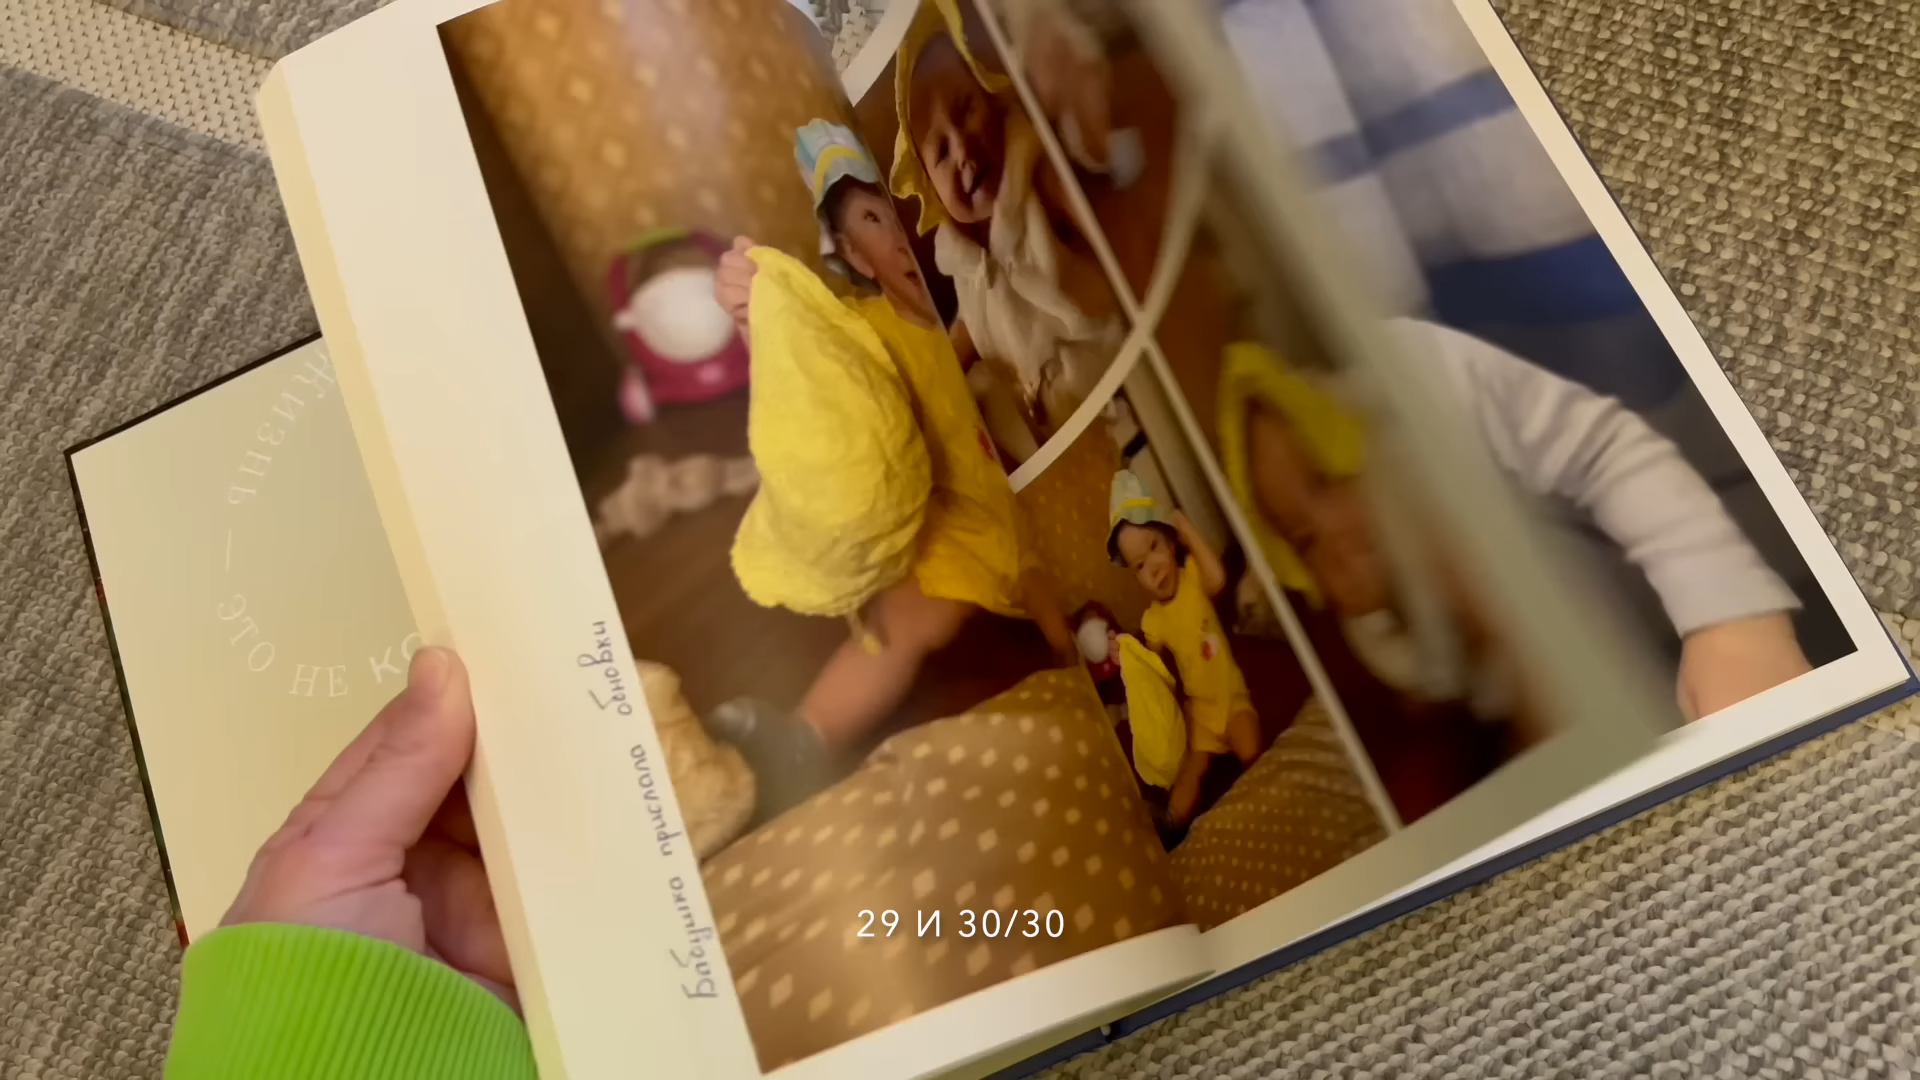 ЖИЗНЬ — ЭТО НЕ КО
Бабушка прислала обновки
29 И 30/30